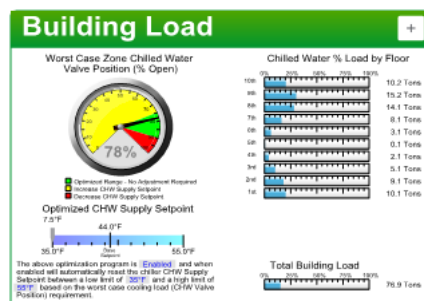 Building Load
+
Worst Case Zone Chilled Water
Valve Position (% Open)
78%
Optimized Range - No Adjustment Required
Increase CHW Supply Setpoint
Decrease CHW Supply Setpoint
Optimized CHW Supply Setpoint
7.5°F
44.0°F
35.0°F
55.0°F
The above optimization program is Enabled and when
enabled will automatically reset the chiller CHW Supply
Setpoint between a low limit of 35°F and a high limit of
55°F based on the worst case cooling load (CHW Valve
Position) requirement.
Chilled Water % Load by Floor
0% 25% 50% 75% 100%
10th 10.2 Tons
9th 15.2 Tons
8th 14.1 Tons
7th 8.1 Tons
6th 3.1 Tons
5th 0.1 Tons
4th 2.1 Tons
3rd 5.1 Tons
2nd 9.1 Tons
1st 10.1 Tons
Total Building Load
0% 25% 50% 75% 100%
76.9 Tons